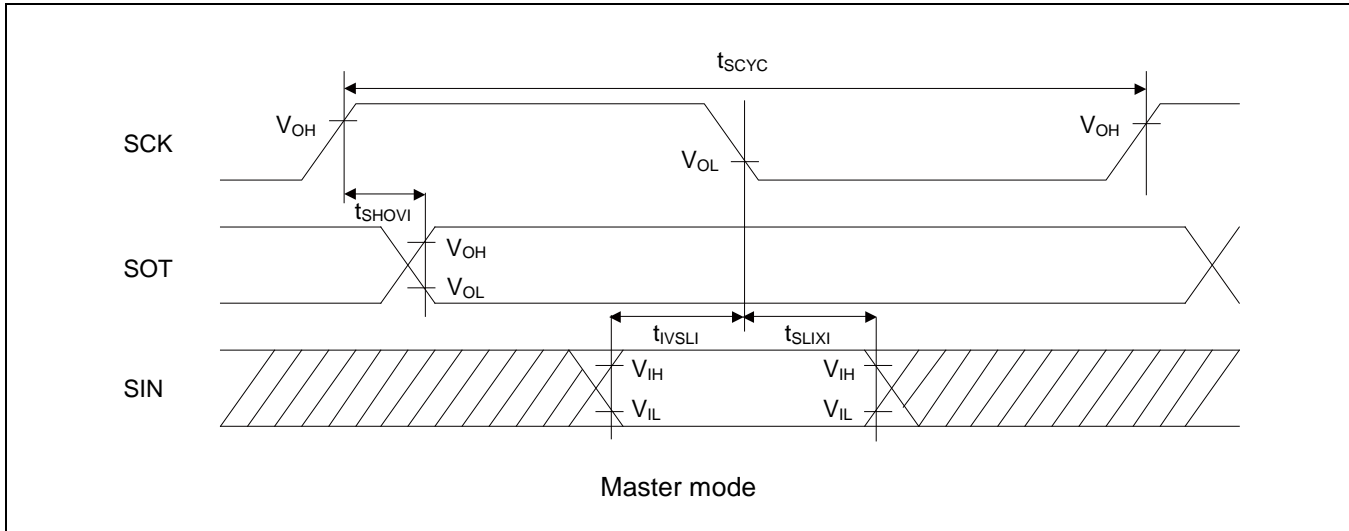 tSCYC
VOH
VOH
SCK
VOL
tSHOVI
VOH
SOT
VOL
tIVSLI
tSLIXI
VIH
VIH
SIN
VIL
VIL
Master mode